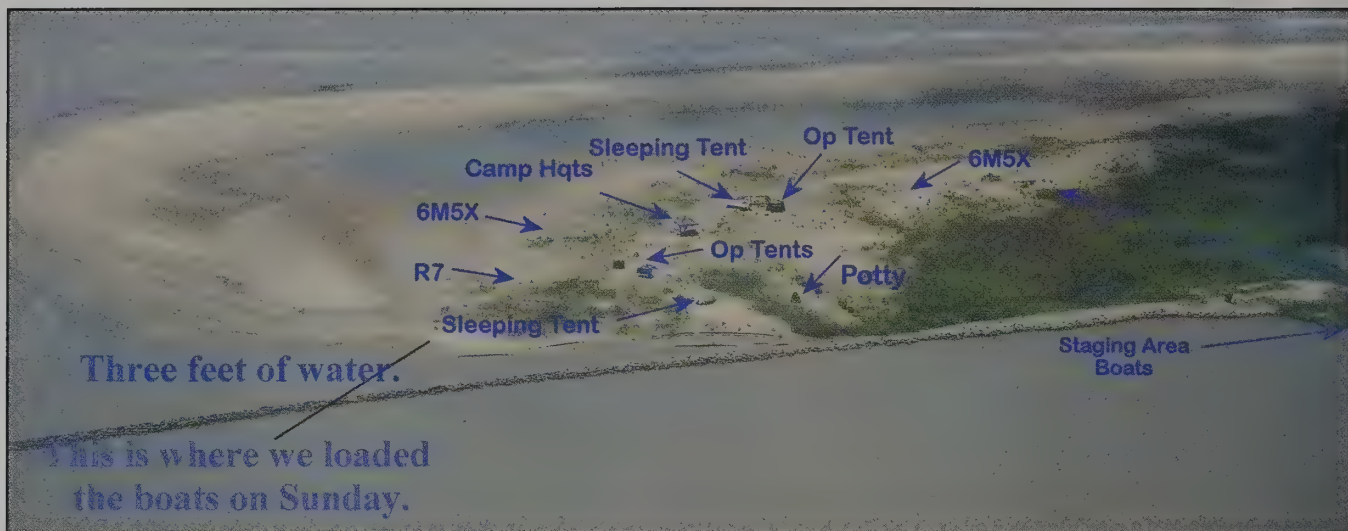 Sleeping Tent
Op Tent
Camp Hqts
6M5X
6M5X
Op Tents
R7
Potty
Sleeping Tent
Staging Area
Boats
Three feet of water.
This is where we loaded
the boats on Sunday.